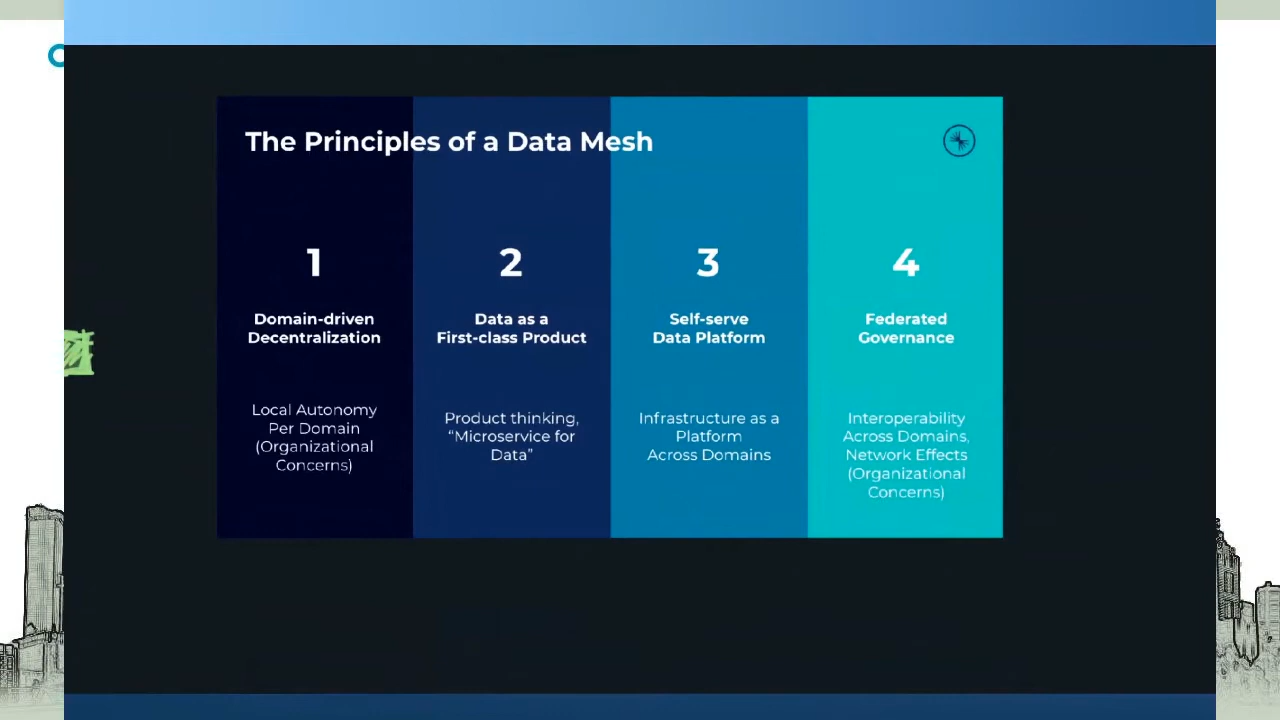 The Principles of a Data Mesh
1
Domain-driven
Decentralization
Local Autonomy
Per Domain
(Organizational
Concerns)
2
Data as a
First-class Product
Product thinking,
“Microservice for
Data”
3
Self-serve
Data Platform
Infrastructure as a
Platform
Across Domains
4
Federated
Governance
Interoperability
Across Domains,
Network Effects
(Organizational
Concerns)